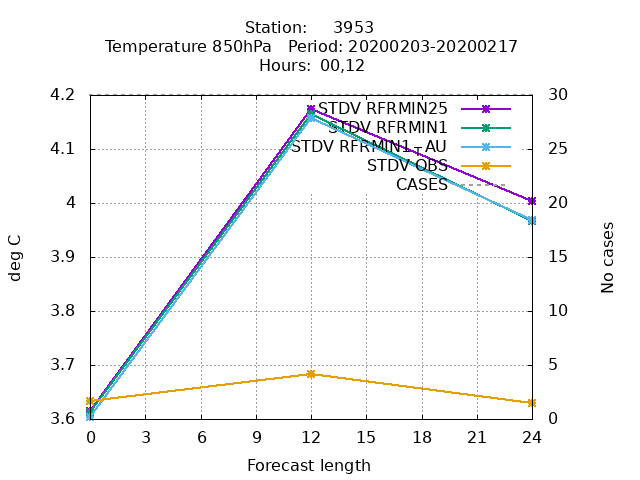 Station: 3953
Temperature 850hPa Period: 20200203-20200217
Hours: 00,12
4.2
4.1
4
3.9
3.8
3.7
3.6
deg C
30
25
20
15
10
5
0
No cases
STDV RFRMIN25
STDV RFRMIN1
STDV RFRMIN1-AU
STDV OBS
CASES
0 3 6 9 12 15 18 21 24
Forecast length